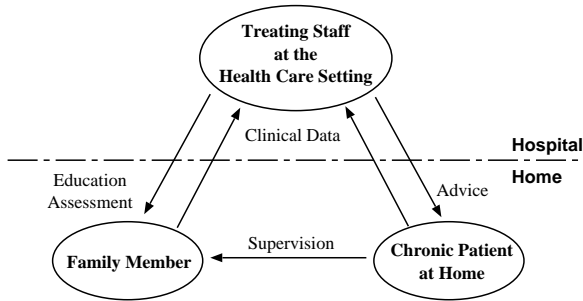 Treating Staff
at the
Health Care Setting
Clinical Data
Hospital
Home
Education
Assessment
Advice
Supervision
Family Member
Chronic Patient
at Home